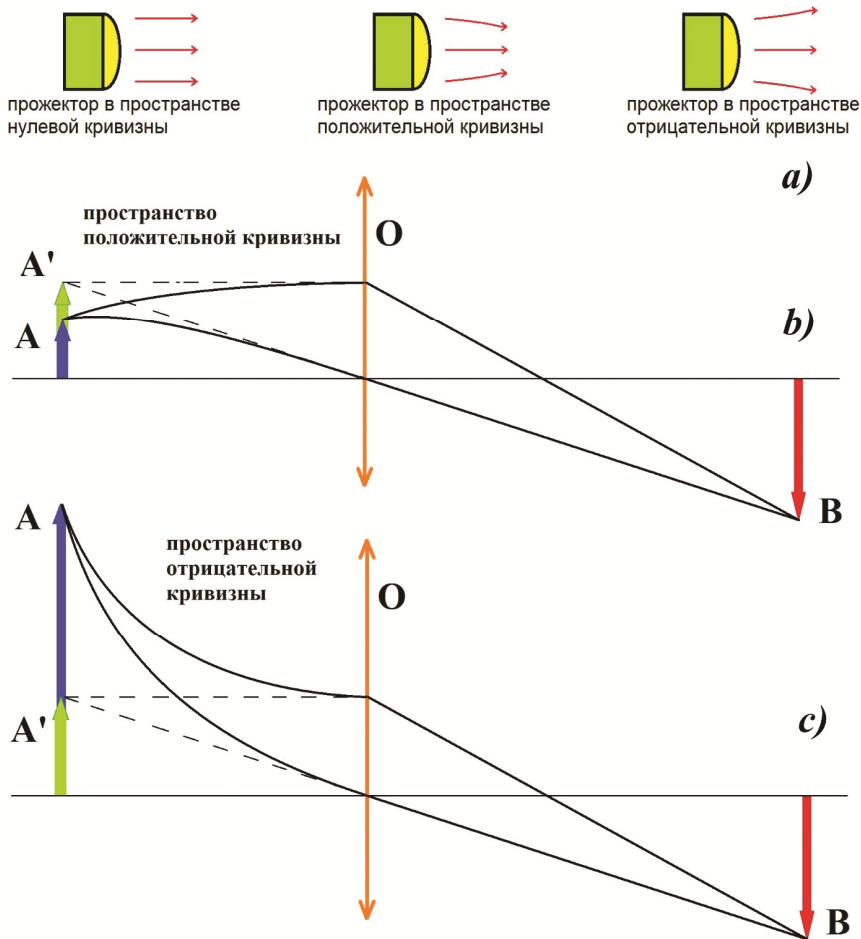 прожектор в пространстве
нулевой кривизны
прожектор в пространстве
положительной кривизны
прожектор в пространстве
отрицательной кривизны
a)
пространство
положительной кривизны
O
A'
A
b)
B
A
пространство
отрицательной
кривизны
O
A'
c)
B